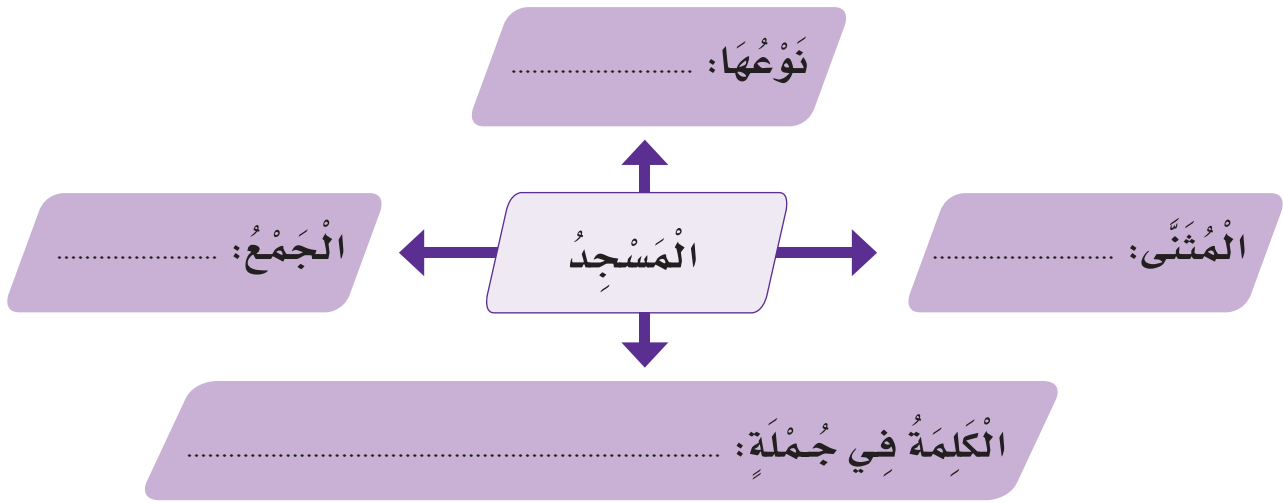 نَوْعُهَا: ..........................
الْمُثَنَّى: ..........................
الْمَسْجِدُ
الْجَمْعُ: .......................
الْكَلِمَةُ فِي جُمْلَةٍ: ............................................................................